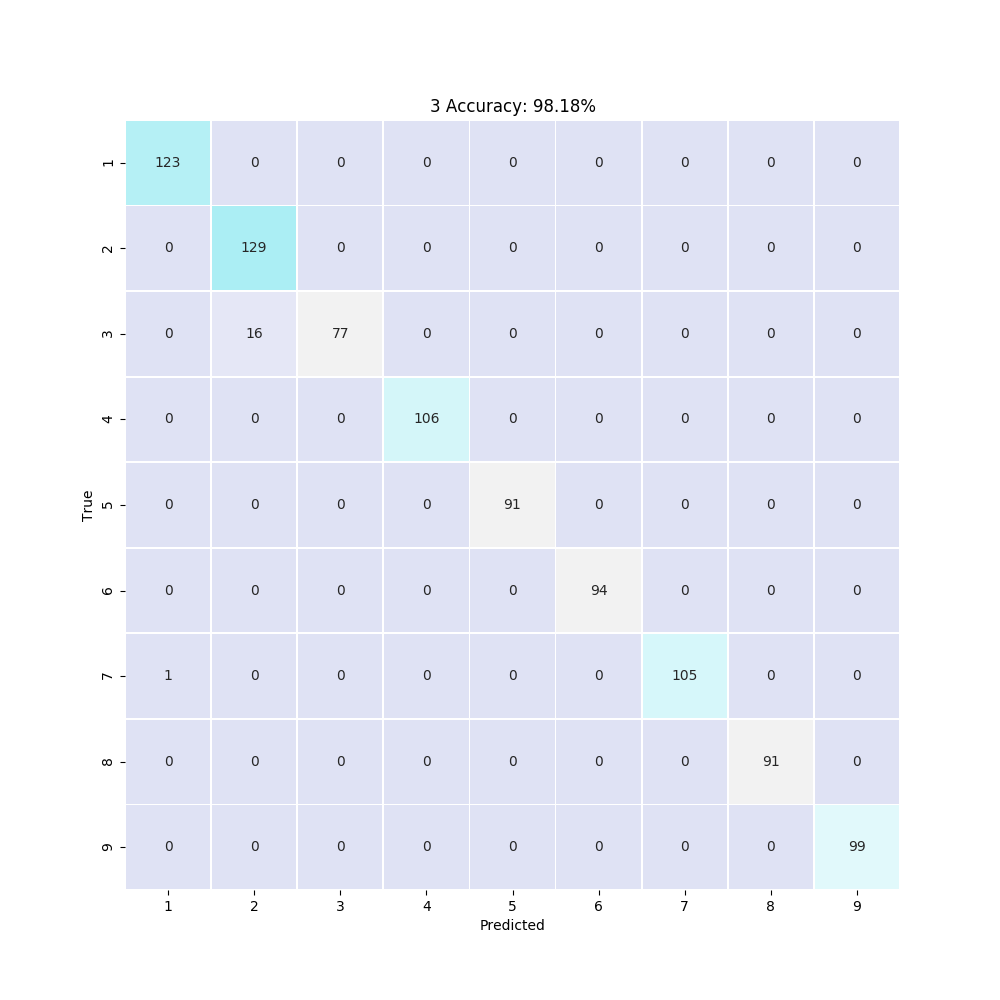 3 Accuracy: 98.18%
1 123 0 0 0 0 0 0 0 0
2 0 129 0 0 0 0 0 0 0
3 0 16 77 0 0 0 0 0 0
4 0 0 0 106 0 0 0 0 0
5 0 0 0 0 91 0 0 0 0
6 0 0 0 0 0 94 0 0 0
7 1 0 0 0 0 0 105 0 0
8 0 0 0 0 0 0 0 91 0
9 0 0 0 0 0 0 0 0 99
True
1 2 3 4 5 6 7 8 9
Predicted